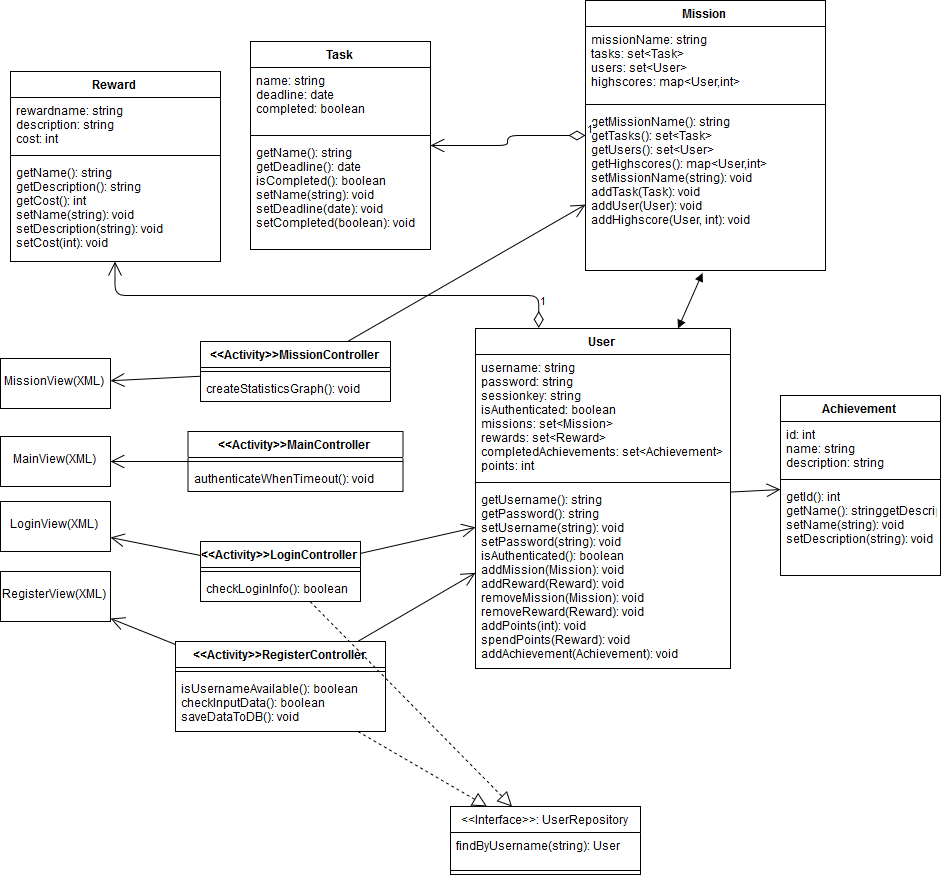 Mission
missionName: string
tasks: set<Task>
users: set<User>
highscores: map<User,int>
getMissionName(): string
getTasks(): set<Task>
getUsers(): set<User>
getHighscores(): map<User,int>
setMissionName(string): void
addTask(Task): void
addUser(User): void
addHighscore(User, int): void
1
Task
name: string
deadline: date
completed: boolean
getName(): string
getDeadline(): date
isCompleted(): boolean
setName(string): void
setDeadline(date): void
setCompleted(boolean): void
Reward
rewardname: string
description: string
cost: int
getName(): string
getDescription(): string
getCost(): int
setName(string): void
setDescription(string): void
setCost(int): void
1
User
username: string
password: string
sessionkey: string
isAuthenticated: boolean
missions: set<Mission>
rewards: set<Reward>
completedAchievements: set<Achievement>
points: int
getUsername(): string
getPassword(): string
setUsername(string): void
setPassword(string): void
isAuthenticated(): boolean
addMission(Mission): void
addReward(Reward): void
removeMission(Mission): void
removeReward(Reward): void
addPoints(int): void
spendPoints(Reward): void
addAchievement(Achievement): void
Achievement
id: int
name: string
description: string
getId(): int
getName(): stringgetDescri
setName(string): void
setDescription(string): void
<<Activity>>MissionController
createStatisticsGraph(): void
MissionView(XML)
<<Activity>>MainController
authenticateWhenTimeout(): void
MainView(XML)
LoginView(XML)
<<Activity>>LoginController
checkLoginInfo(): boolean
RegisterView(XML)
<<Activity>>RegisterController
isUsernameAvailable(): boolean
checkInputData(): boolean
saveDataToDB(): void
<<Interface>>: UserRepository
findByUsername(string): User